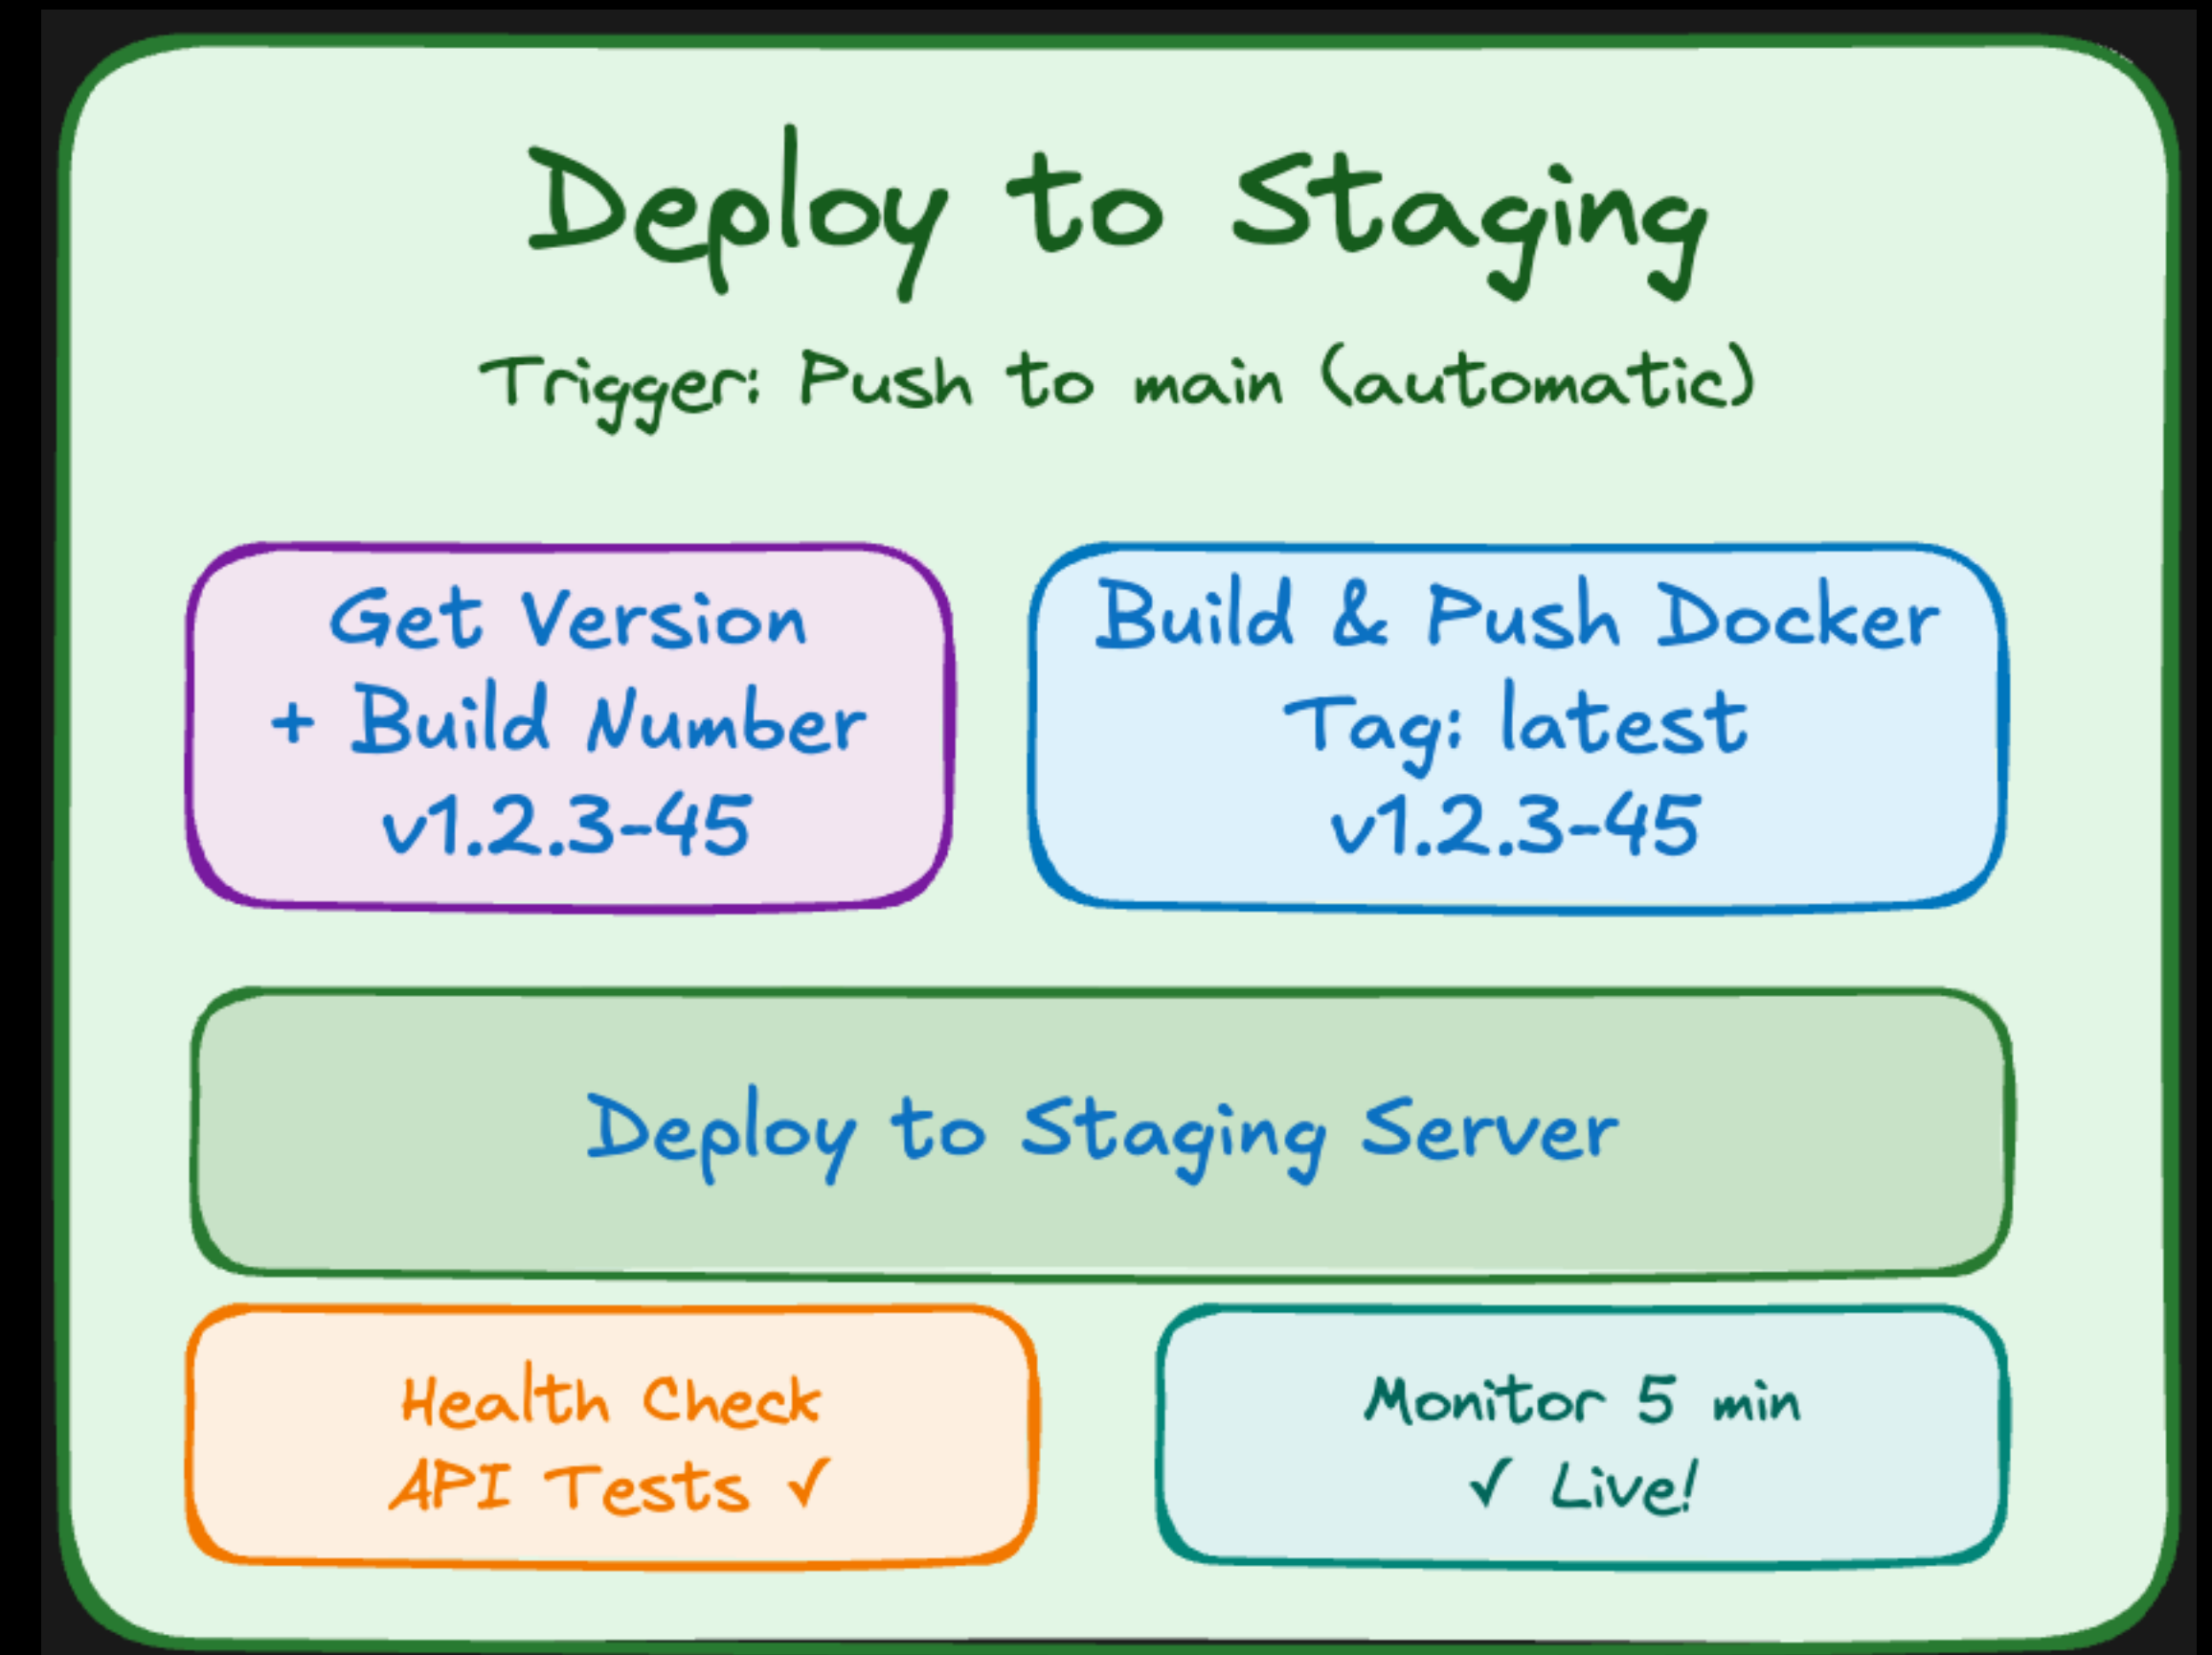 Deploy to Staging
Trigger: Push to main (automatic)
Get Version
+ Build Number
v1.2.3-45
Build & Push Docker
Tag: latest
v1.2.3-45
Deploy to Staging Server
Health Check
API Tests ✓
Monitor 5 min
✓ Live!